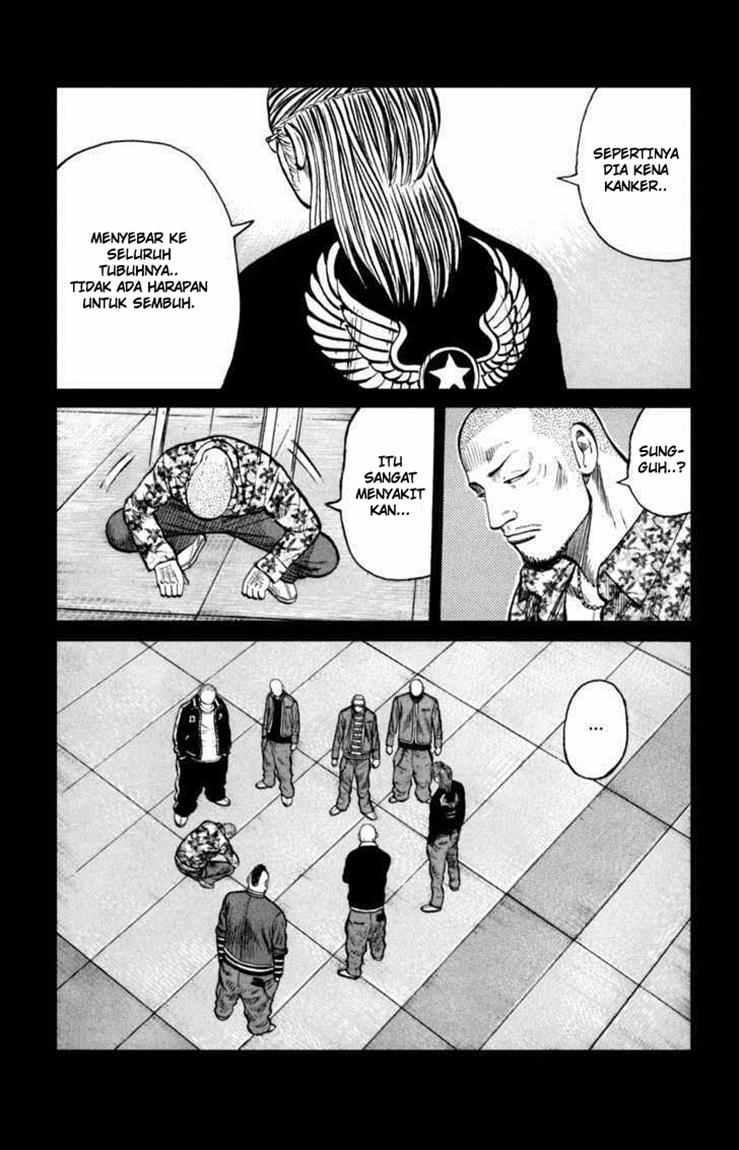 SEPERTINYA
DIA KENA
KANKER..
MENYEBAR KE
SELURUH
TUBUHNYA..
TIDAK ADA HARAPAN
UNTUK SEMBUH.
SUNG-
GUH..?
ITU
SANGAT
MENYAKIT
KAN...
...